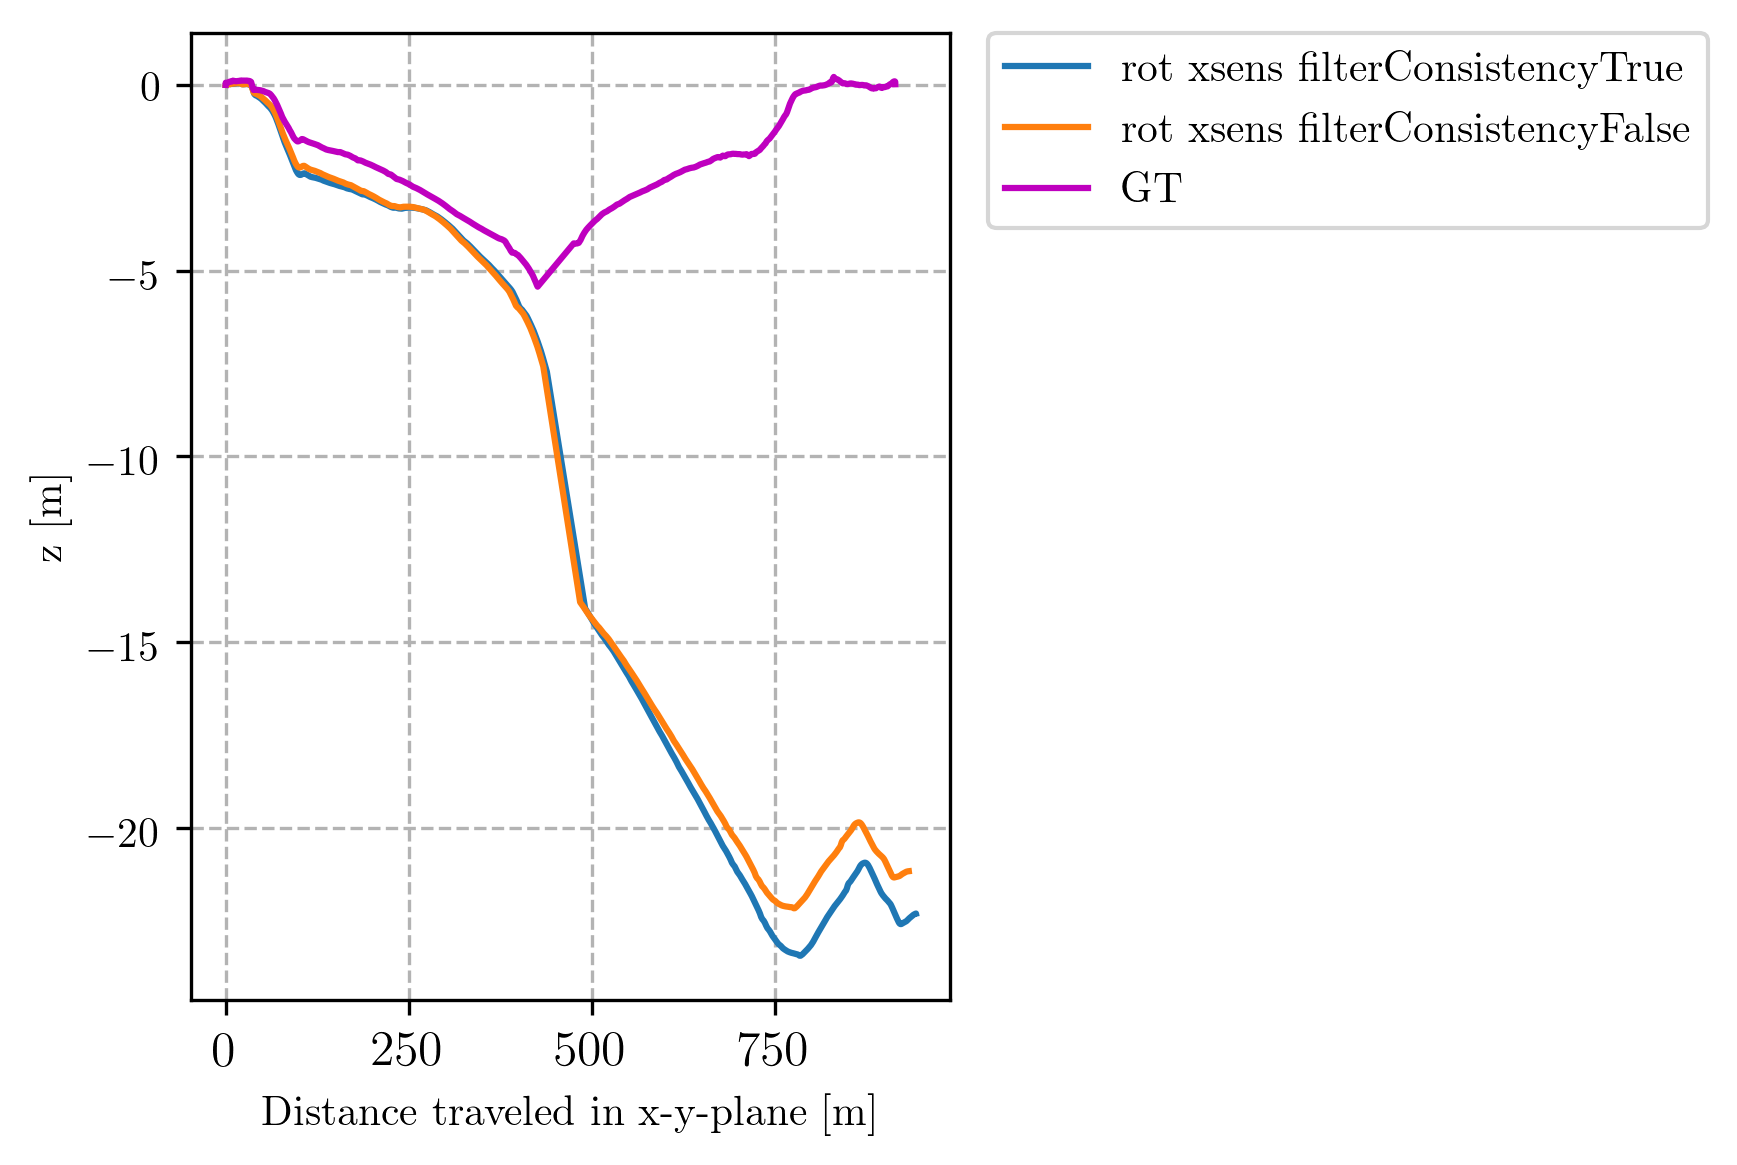 rot xsens filterConsistencyTrue
rot xsens filterConsistencyFalse
GT
0
−5
−10
−15
−20
z [m]
0 250 500 750
Distance traveled in x-y-plane [m]